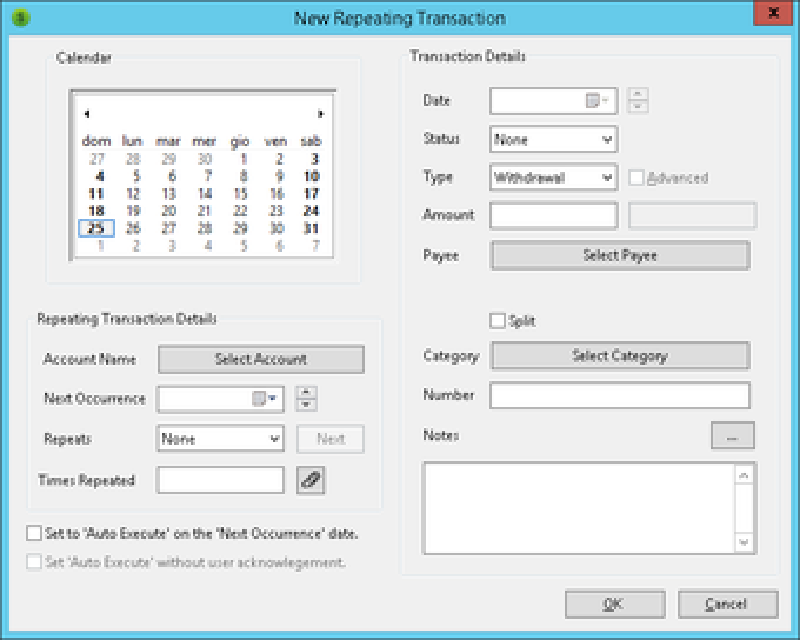 New Repeating Transaction
Calendar
dom lun mar mer gio ven sab
27 28 29 30 1 2 3
4 5 6 7 8 9 10
11 12 13 14 15 16 17
18 19 20 21 22 23 24
25 26 27 28 29 30 31
1 2 3 4 5 6 7
Repeating Transaction Details
Account Name Select Account
Next Occurrence
Repeats None Next
Times Repeated
Set to 'Auto Execute' on the 'Next Occurrence' date.
Set 'Auto Execute' without user acknowlegement.
Transaction Details
Date
Status None
Type Withdrawal Advanced
Amount
Payee Select Payee
Split
Category Select Category
Number
Notes ...
OK Cancel